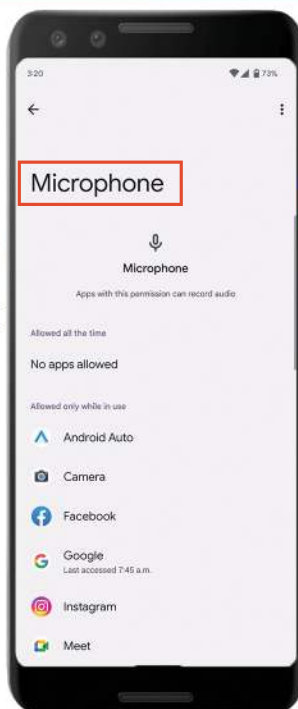 3:20
73%
Microphone
Microphone
Apps with this permission can record audio
Allowed all the time
No apps allowed
Allowed only while in use
Android Auto
Camera
Facebook
Google
Last accessed 7:45 a.m.
Instagram
Meet